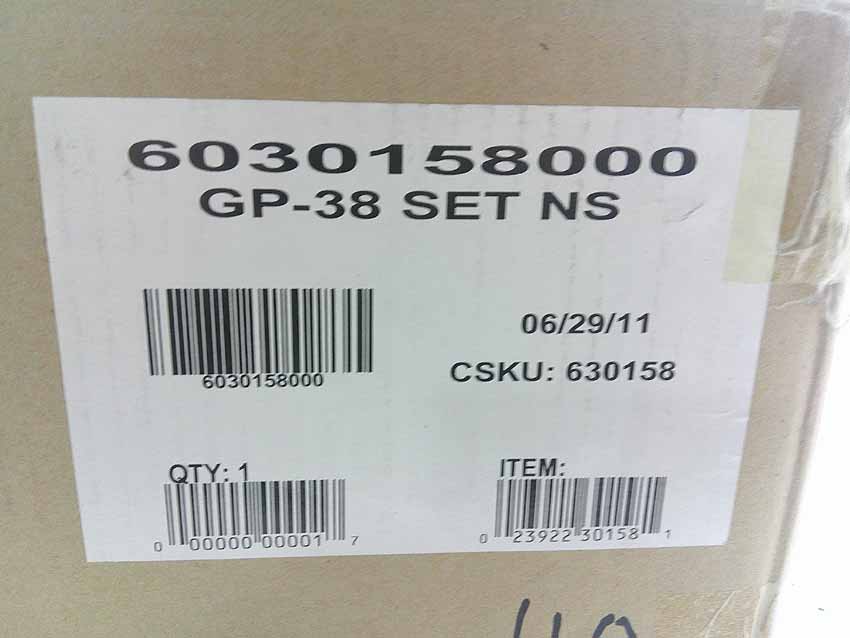 6030158000
GP-38 SET NS
06/29/11
6030158000
CSKU: 630158
QTY: 1
ITEM:
0 00000 00001 7
0 23922 30158 1